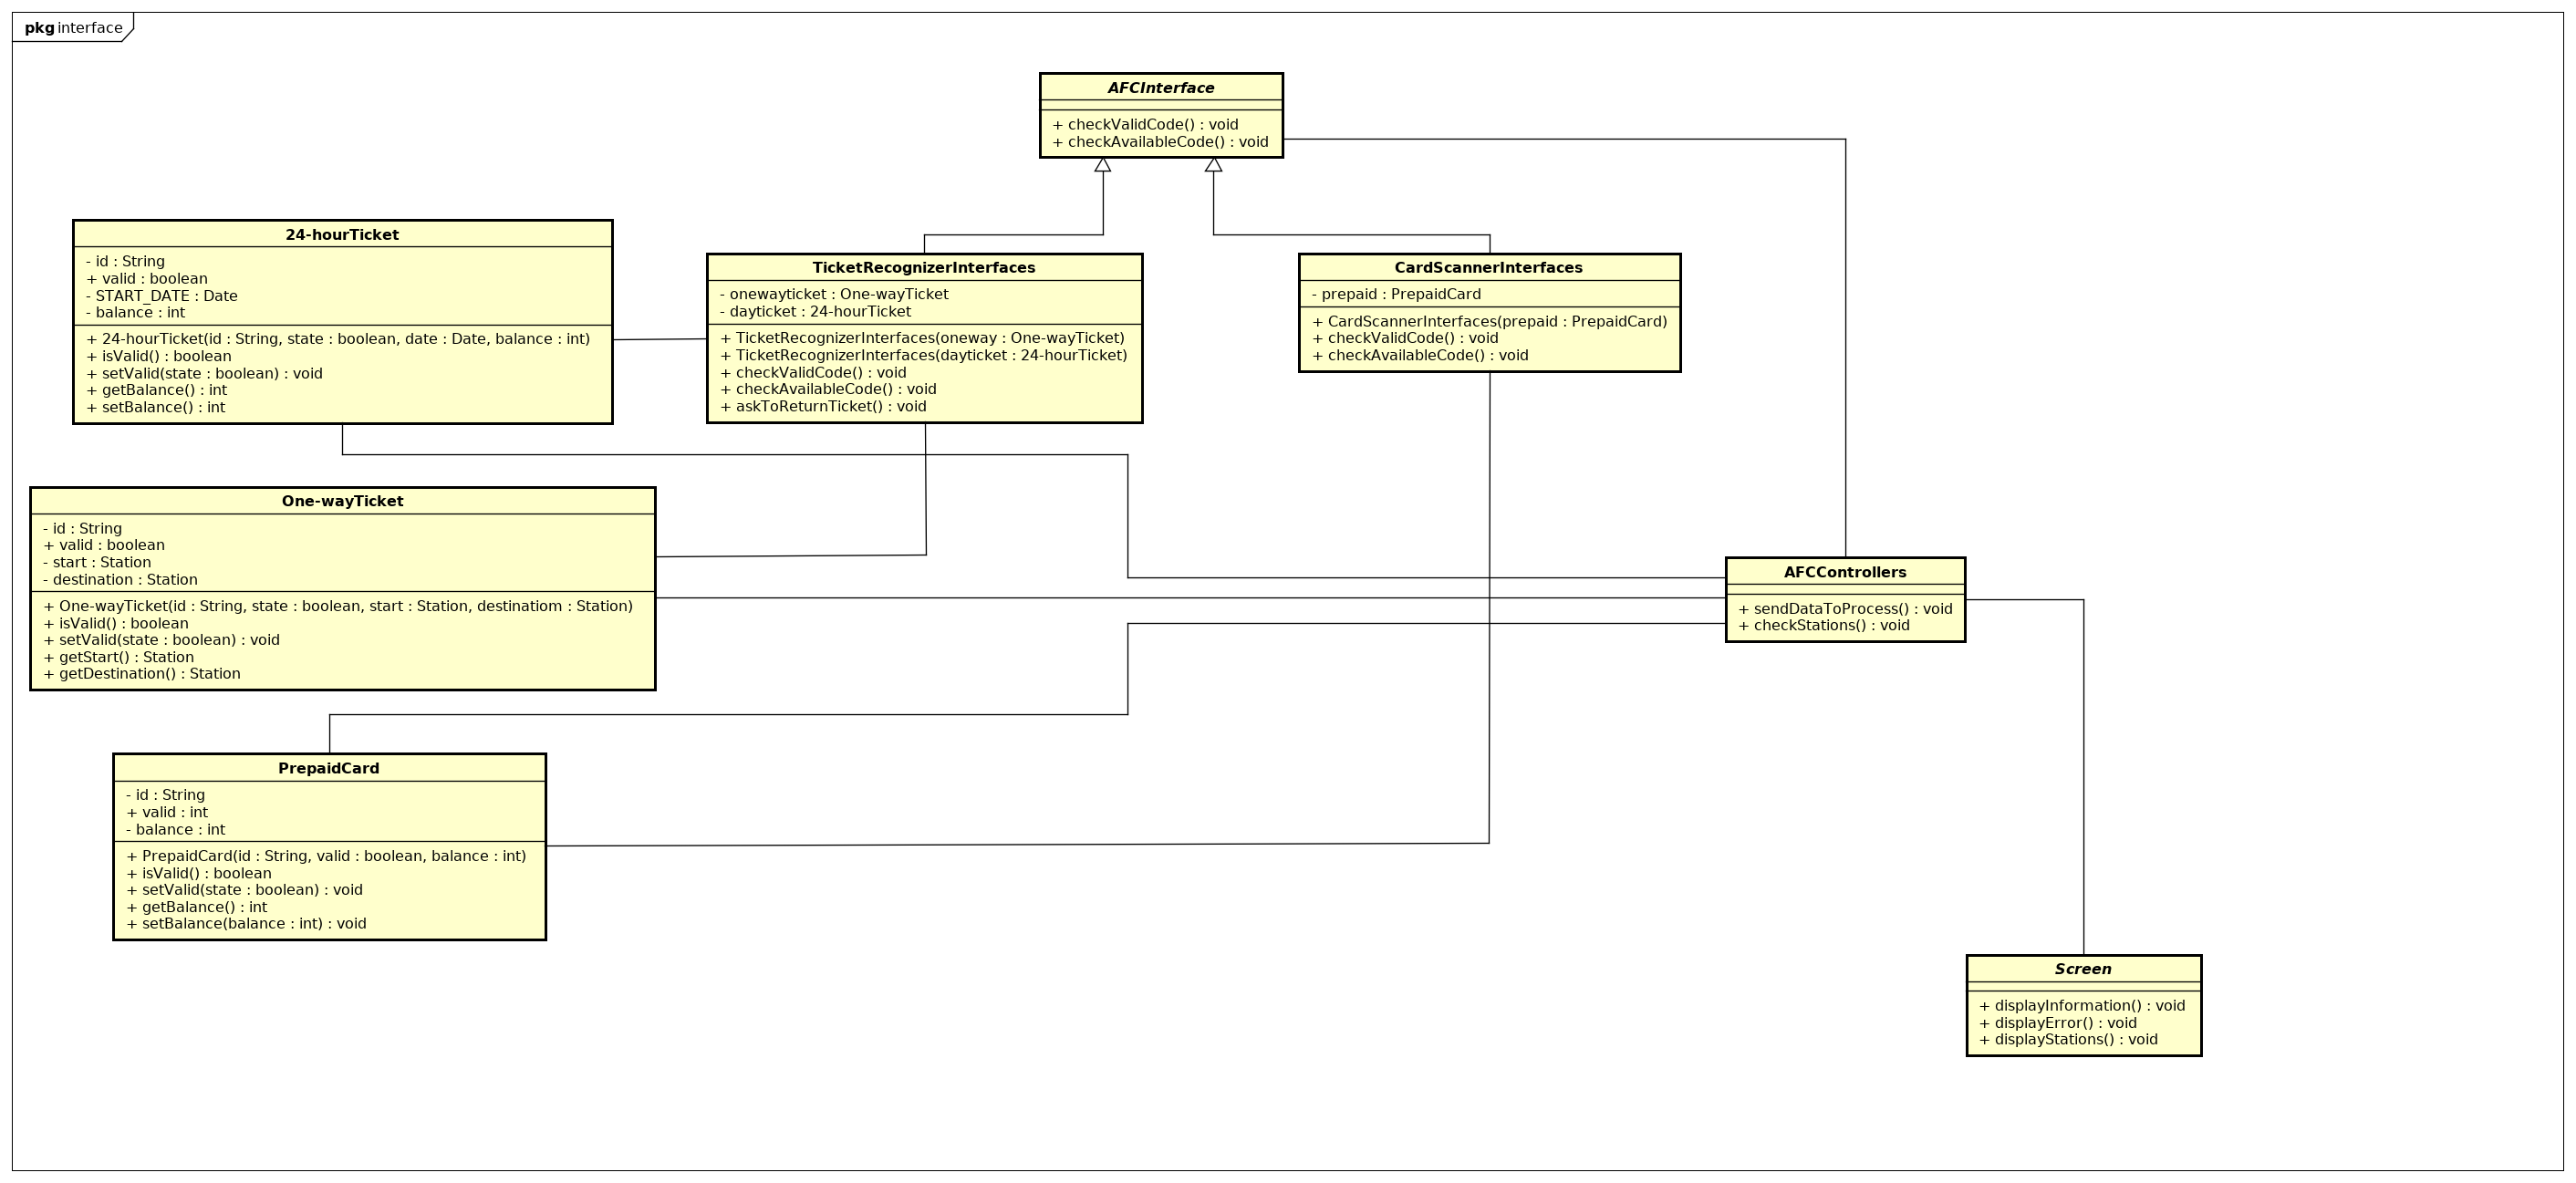 pkg interface
AFCInterface
+ checkValidCode() : void
+ checkAvailableCode() : void
24-hourTicket
- id : String
+ valid : boolean
- START_DATE : Date
- balance : int
+ 24-hourTicket(id : String, state : boolean, date : Date, balance : int)
+ isValid() : boolean
+ setValid(state : boolean) : void
+ getBalance() : int
+ setBalance() : int
TicketRecognizerInterfaces
- onewayticket : One-wayTicket
- dayticket : 24-hourTicket
+ TicketRecognizerInterfaces(oneway : One-wayTicket)
+ TicketRecognizerInterfaces(dayticket : 24-hourTicket)
+ checkValidCode() : void
+ checkAvailableCode() : void
+ askToReturnTicket() : void
CardScannerInterfaces
- prepaid : PrepaidCard
+ CardScannerInterfaces(prepaid : PrepaidCard)
+ checkValidCode() : void
+ checkAvailableCode() : void
One-wayTicket
- id : String
+ valid : boolean
- start : Station
- destination : Station
+ One-wayTicket(id : String, state : boolean, start : Station, destinatiom : Station)
+ isValid() : boolean
+ setValid(state : boolean) : void
+ getStart() : Station
+ getDestination() : Station
AFCControllers
+ sendDataToProcess() : void
+ checkStations() : void
PrepaidCard
- id : String
+ valid : int
- balance : int
+ PrepaidCard(id : String, valid : boolean, balance : int)
+ isValid() : boolean
+ setValid(state : boolean) : void
+ getBalance() : int
+ setBalance(balance : int) : void
Screen
+ displayInformation() : void
+ displayError() : void
+ displayStations() : void